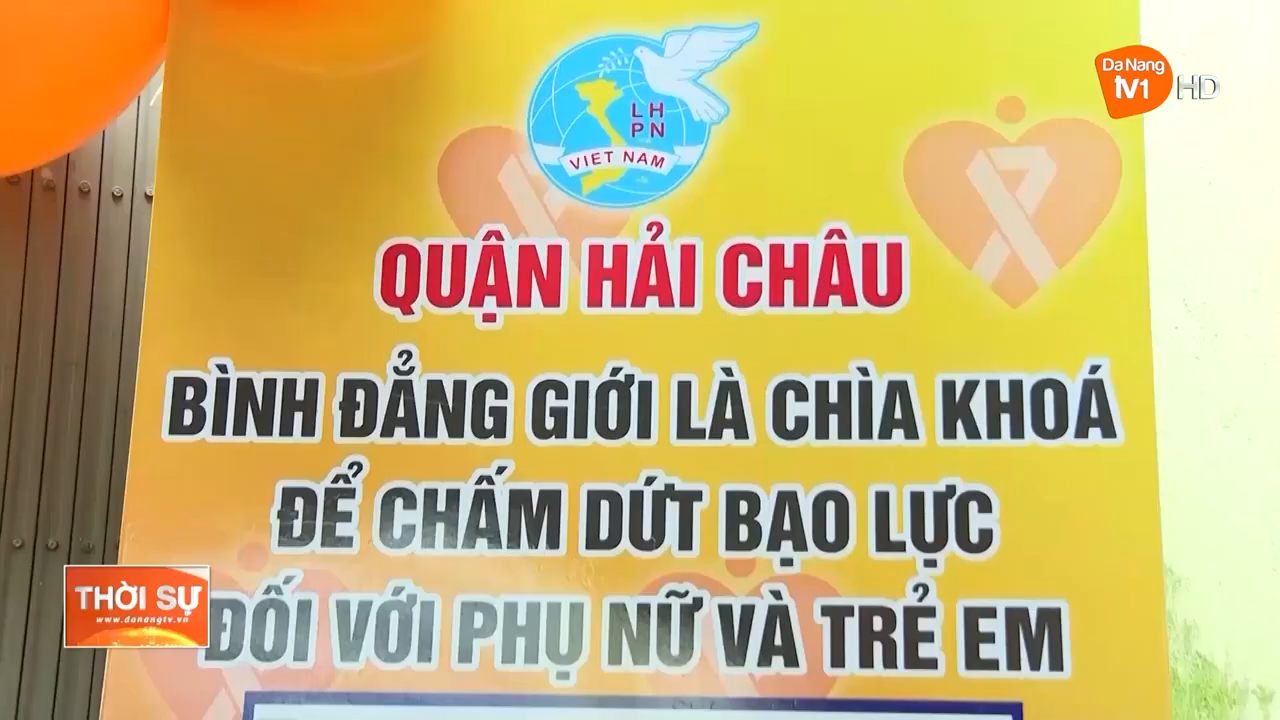 Da Nang
TV1 HD
LH
PN
VIET NAM
QUẬN HẢI CHÂU
BÌNH ĐẲNG GIỚI LÀ CHÌA KHOÁ
ĐỂ CHẤM DỨT BẠO LỰC
ĐỐI VỚI PHỤ NỮ VÀ TRẺ EM
THỜI SỰ
www.danangtv.vn